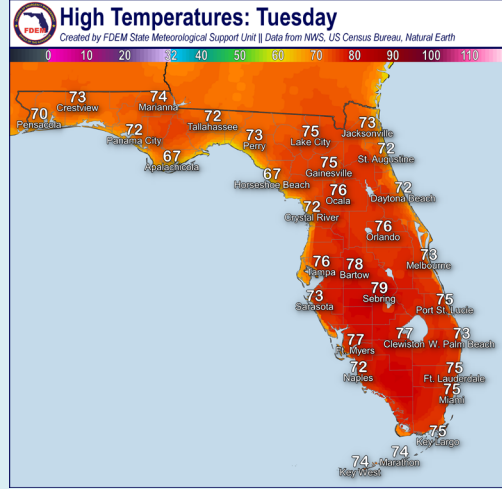 High Temperatures: Tuesday
FDEM
Created by FDEM State Meteorological Support Unit || Data from NWS, US Census Bureau, Natural Earth
0 10 20 30 40 50 60 70 80 90 100 110
73
Crestview
74
Marianna
70
Pensacola
72
Tallahassee
72
Panama City
73
Perry
75
Lake City
73
Jacksonville
67
Apalachicola
72
St. Augustine
75
Gainesville
67
Horseshoe Beach
76
Ocala
72
Daytona Beach
72
Crystal River
76
Orlando
73
Melbourne
76
Tampa
78
Bartow
79
Sebring
73
Sarasota
75
Port St. Lucie
77
Ft. Myers
77
Clewiston
73
W. Palm Beach
72
Naples
75
Ft. Lauderdale
75
Miami
75
Key Largo
74
Marathon
74
Key West